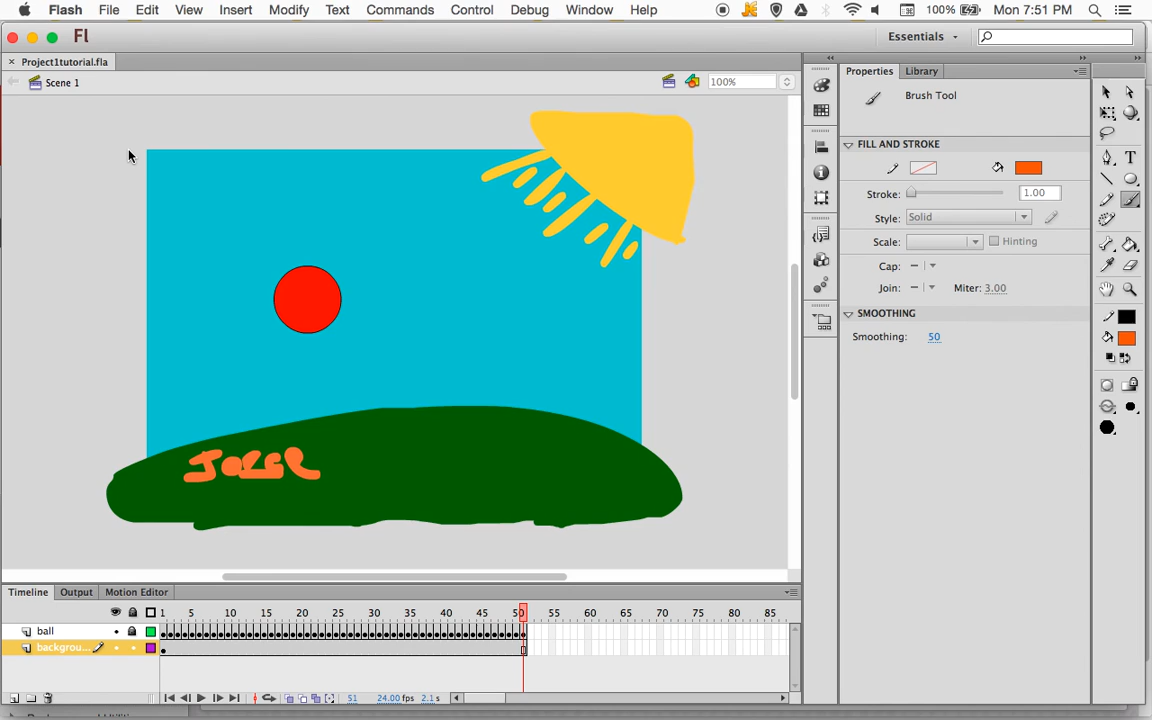 Flash File Edit View Insert Modify Text Commands Control Debug Window Help 100% Mon 7:51 PM
Fl Essentials
Project1tutorial.fla
Scene 1 100%
Properties Library
Brush Tool
FILL AND STROKE
Stroke: 1.00
Style: Solid
Scale: Hinting
Cap:
Join: Miter: 3.00
SMOOTHING
Smoothing: 50
Jesse
Timeline Output Motion Editor
1 5 10 15 20 25 30 35 40 45 50 55 60 65 70 75 80 85
ball
backgrou...
51 24.00 fps 2.1 s